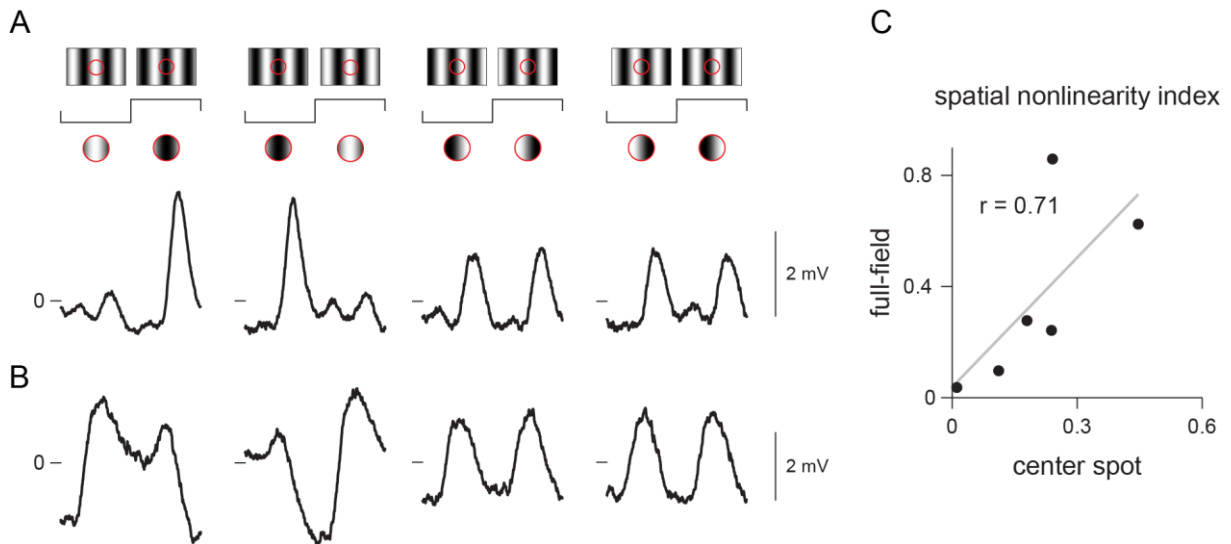 A
0
2 mV
B
0
2 mV
C
spatial nonlinearity index
0.8
r = 0.71
0.4
full-field
0
0
0.3
0.6
center spot